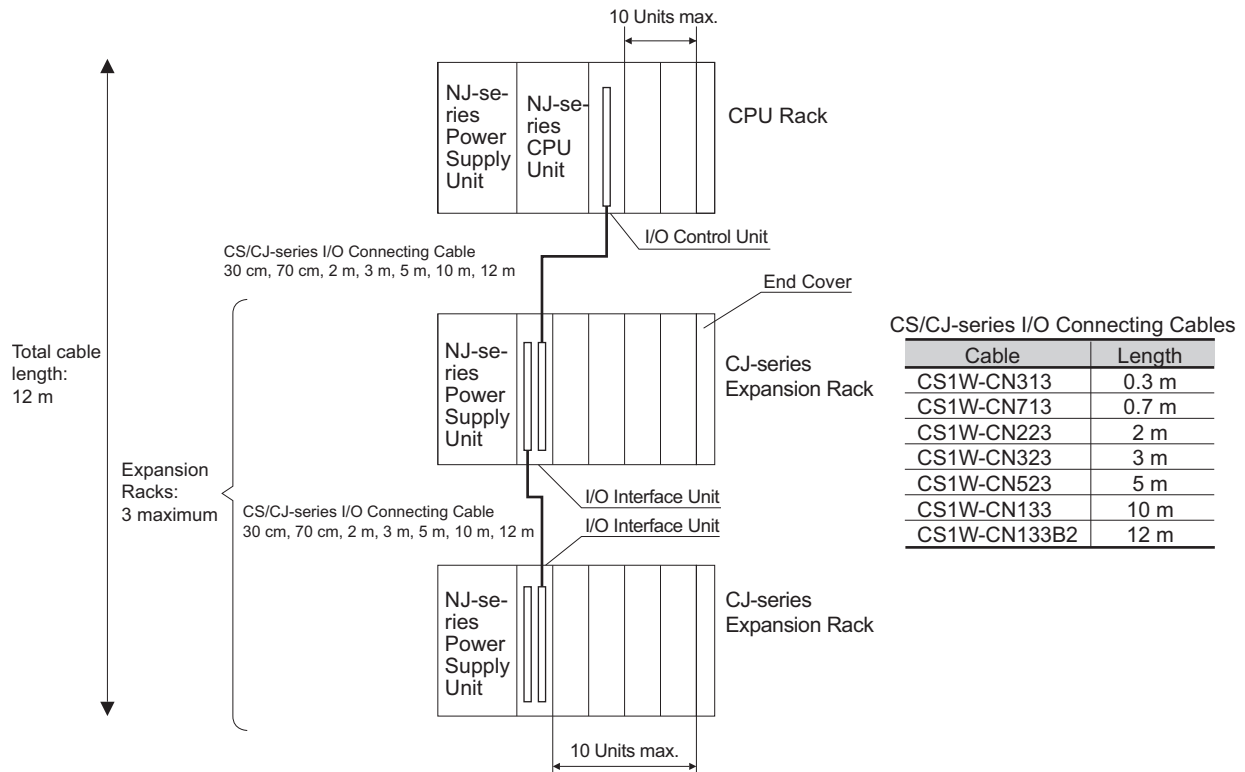 10 Units max.
NJ-se-
ries
Power
Supply
Unit
NJ-se-
ries
CPU
Unit
CPU Rack
I/O Control Unit
CS/CJ-series I/O Connecting Cable
30 cm, 70 cm, 2 m, 3 m, 5 m, 10 m, 12 m
End Cover
Total cable
length:
12 m
NJ-se-
ries
Power
Supply
Unit
CJ-series
Expansion Rack
Expansion
Racks:
3 maximum
I/O Interface Unit
CS/CJ-series I/O Connecting Cable
30 cm, 70 cm, 2 m, 3 m, 5 m, 10 m, 12 m
I/O Interface Unit
NJ-se-
ries
Power
Supply
Unit
CJ-series
Expansion Rack
10 Units max.
CS/CJ-series I/O Connecting Cables
Cable Length
CS1W-CN313 0.3 m
CS1W-CN713 0.7 m
CS1W-CN223 2 m
CS1W-CN323 3 m
CS1W-CN523 5 m
CS1W-CN133 10 m
CS1W-CN133B2 12 m